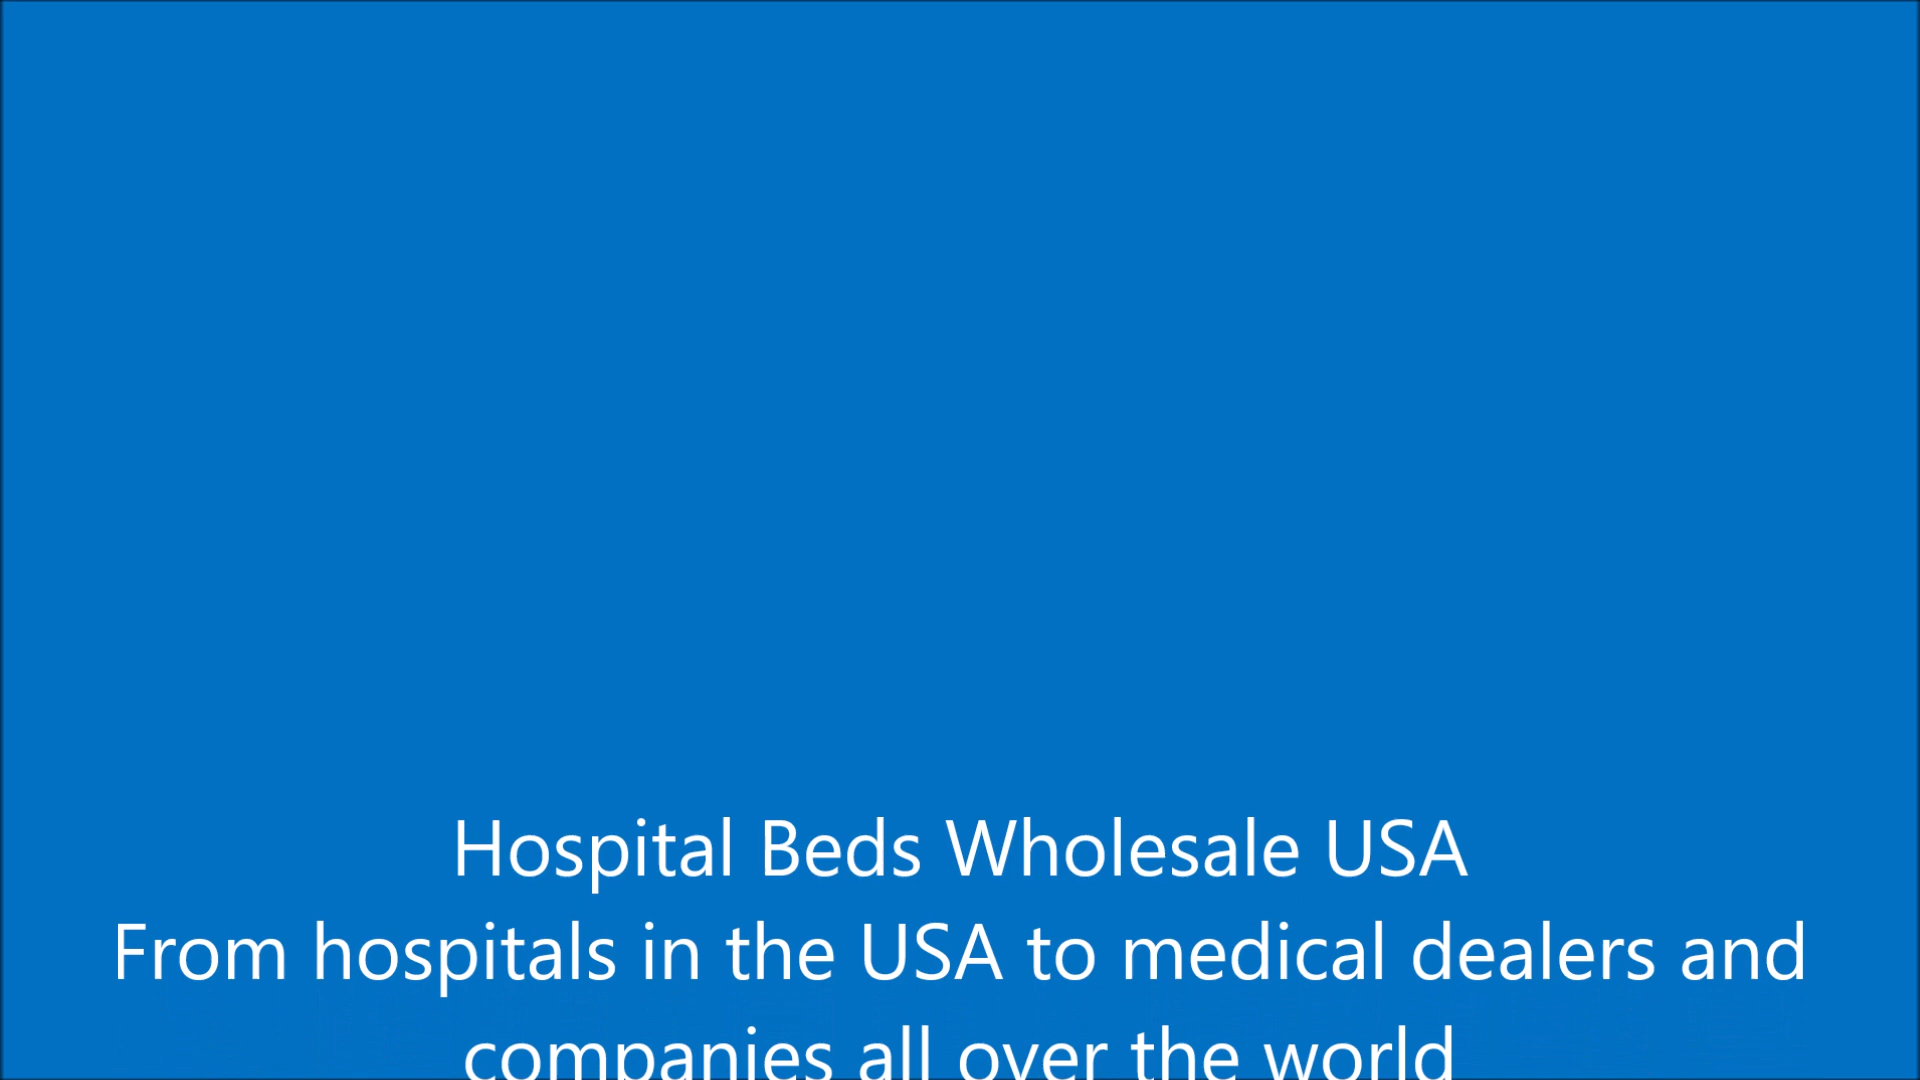 Hospital Beds Wholesale USA
From hospitals in the USA to medical dealers and
companies all over the world